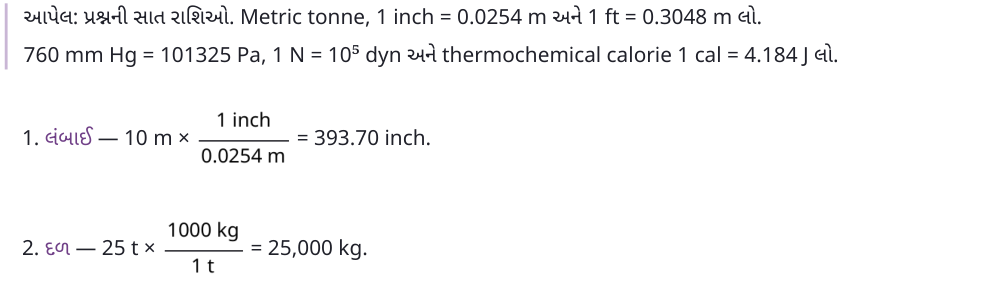 આપેલ: પ્રશ્નની સાત રાશિઓ. Metric tonne, 1 inch = 0.0254 m અને 1 ft = 0.3048 m લો.
760 mm Hg = 101325 Pa, 1 N = 10⁵ dyn અને thermochemical calorie 1 cal = 4.184 J લો.
1. લંબાઈ — 10 m × 1 inch / 0.0254 m = 393.70 inch.
2. દળ — 25 t × 1000 kg / 1 t = 25,000 kg.